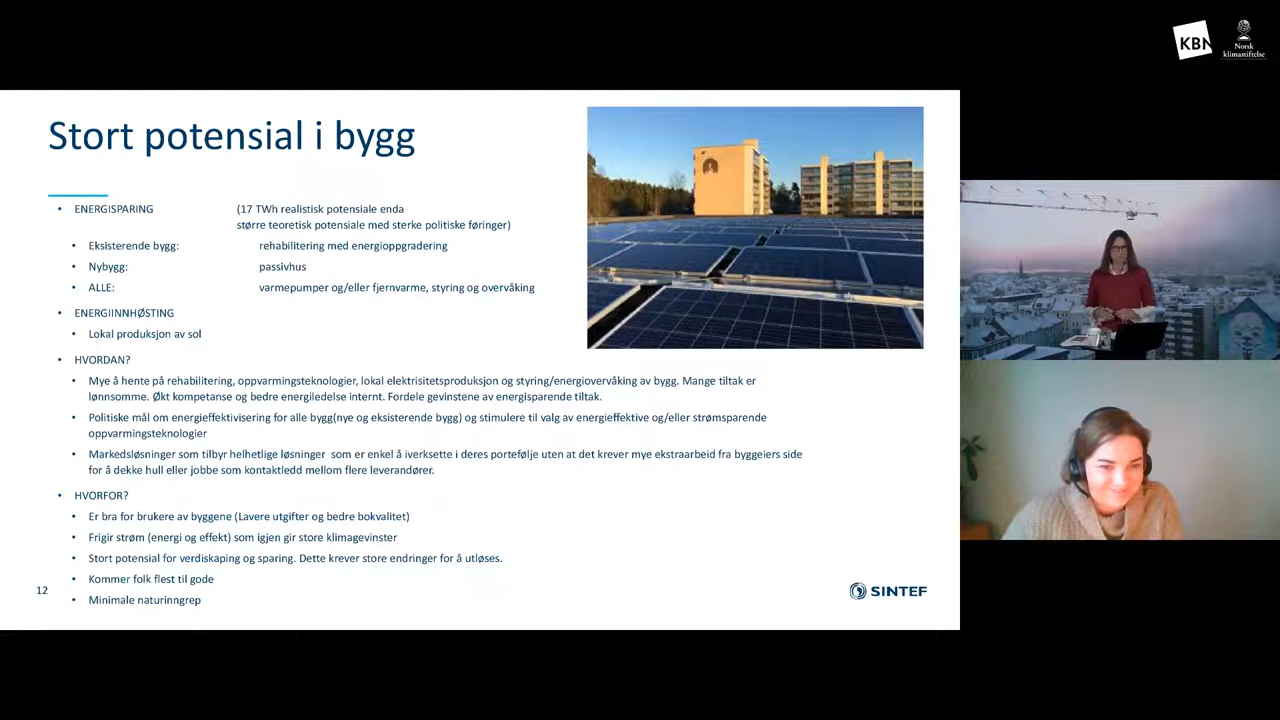 KBN
Norsk
klimastiftelse
Stort potensial i bygg
• ENERGISPARING (17 TWh realistisk potensiale enda
større teoretisk potensiale med sterke politiske føringer)
• Eksisterende bygg: rehabilitering med energioppgradering
• Nybygg: passivhus
• ALLE: varmepumper og/eller fjernvarme, styring og overvåking
• ENERGIINNHØSTING
• Lokal produksjon av sol
• HVORDAN?
• Mye å hente på rehabilitering, oppvarmingsteknologier, lokal elektrisitetsproduksjon og styring/energiovervåking av bygg. Mange tiltak er
lønnsomme. Økt kompetanse og bedre energiledelse internt. Fordele gevinstene av energisparende tiltak.
• Politiske mål om energieffektivisering for alle bygg(nye og eksisterende bygg) og stimulere til valg av energieffektive og/eller strømsparende
oppvarmingsteknologier
• Markedsløsninger som tilbyr helhetlige løsninger som er enkel å iverksette i deres portefølje uten at det krever mye ekstraarbeid fra byggeiers side
for å dekke hull eller jobbe som kontaktledd mellom flere leverandører.
• HVORFOR?
• Er bra for brukere av byggene (Lavere utgifter og bedre bokvalitet)
• Frigir strøm (energi og effekt) som igjen gir store klimagevinster
• Stort potensial for verdiskaping og sparing. Dette krever store endringer for å utløses.
• Kommer folk flest til gode
• Minimale naturinngrep
12
SINTEF